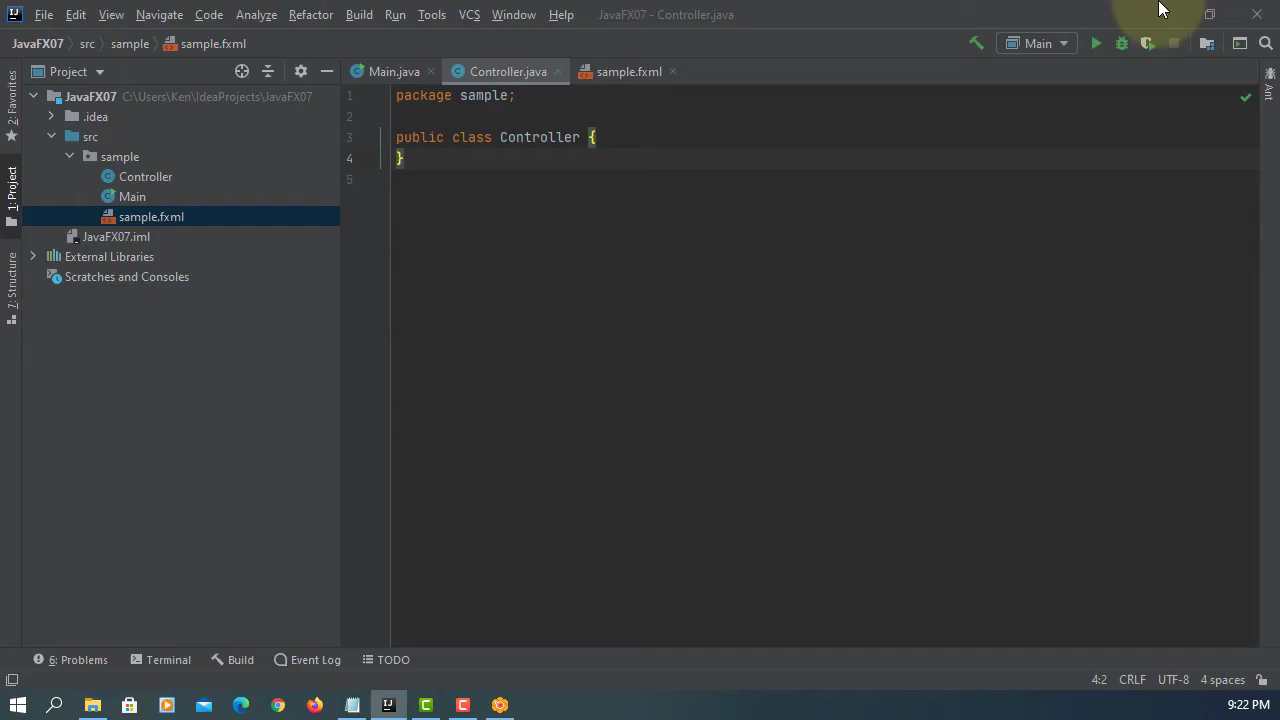 File Edit View Navigate Code Analyze Refactor Build Run Tools VCS Window Help JavaFX07 - Controller.java
JavaFX07 src sample sample.fxml Main
Project Main.java Controller.java sample.fxml
JavaFX07 C:\Users\Ken\IdeaProjects\JavaFX07
.idea
src
sample
Controller
Main
sample.fxml
JavaFX07.iml
External Libraries
Scratches and Consoles
1 package sample;
2
3 public class Controller {
4 }
5
2: Favorites
1: Project
7: Structure
Ant
6: Problems Terminal Build Event Log TODO
4:2 CRLF UTF-8 4 spaces
9:22 PM